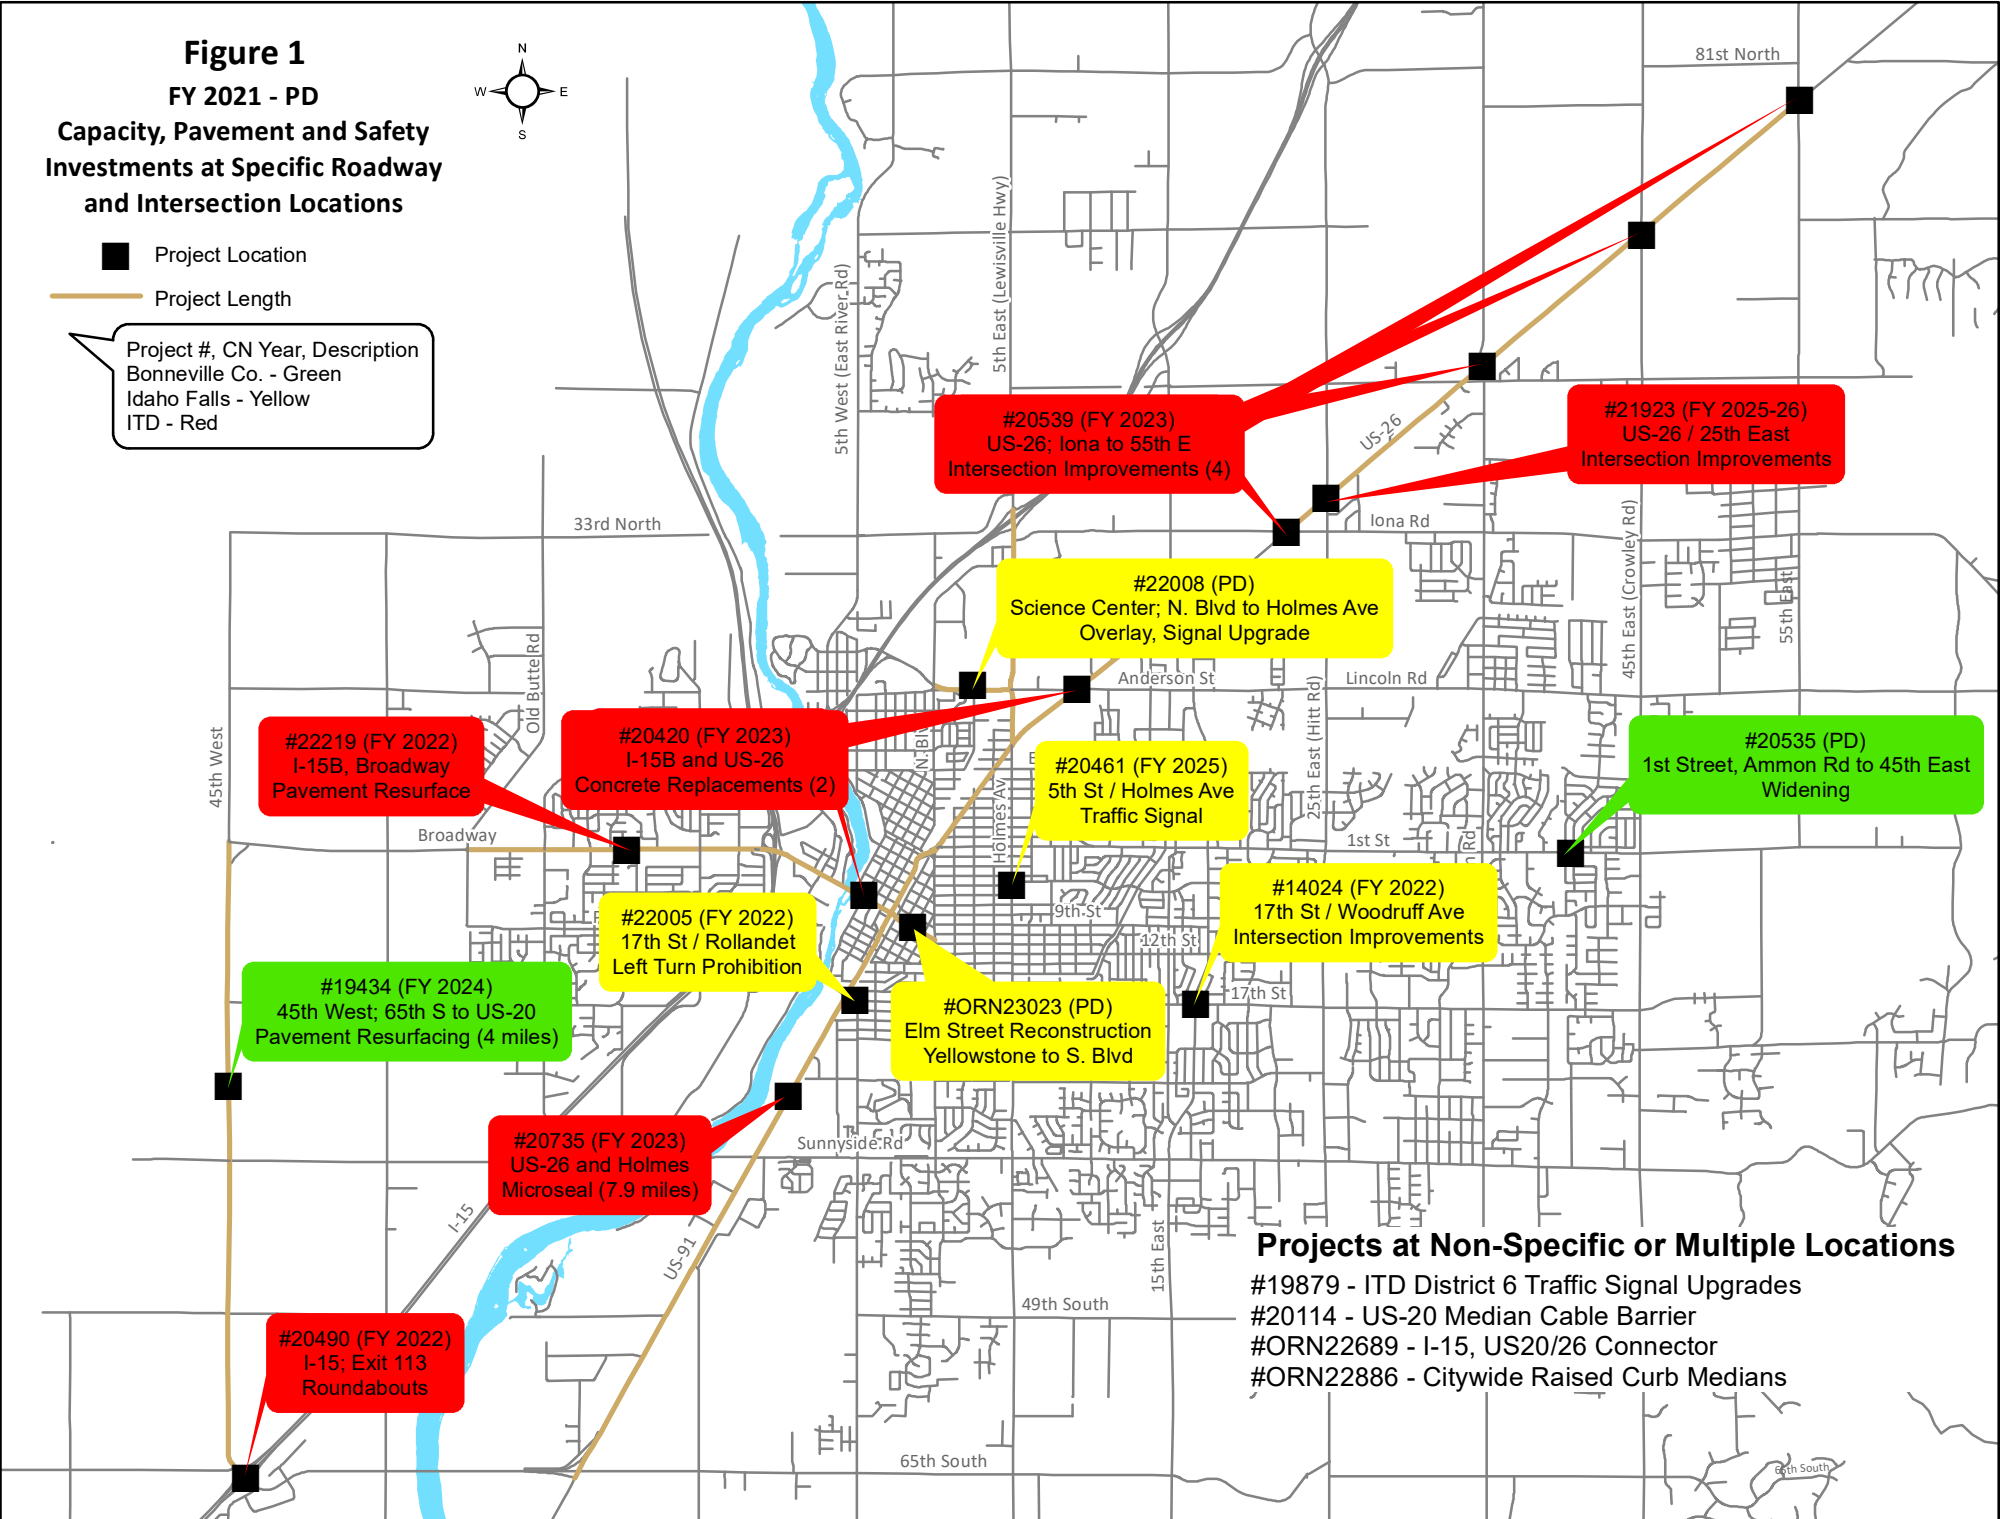 Figure 1
FY 2021 - PD
Capacity, Pavement and Safety
Investments at Specific Roadway
and Intersection Locations
N
W E
S
Project Location
Project Length
Project #, CN Year, Description
Bonneville Co. - Green
Idaho Falls - Yellow
ITD - Red
81st North
5th West (East River Rd)
5th East (Lewisville Hwy)
#20539 (FY 2023)
US-26; Iona to 55th E
Intersection Improvements (4)
US-26
#21923 (FY 2025-26)
US-26 / 25th East
Intersection Improvements
33rd North
Iona Rd
45th East (Crowley Rd)
55th East
#22008 (PD)
Science Center; N. Blvd to Holmes Ave
Overlay, Signal Upgrade
Old Butte Rd
Anderson St
Lincoln Rd
25th East (Hitt Rd)
45th West
#22219 (FY 2022)
I-15B, Broadway
Pavement Resurface
#20420 (FY 2023)
I-15B and US-26
Concrete Replacements (2)
#20461 (FY 2025)
5th St / Holmes Ave
Traffic Signal
#20535 (PD)
1st Street, Ammon Rd to 45th East
Widening
Broadway
Holmes Av
1st St
#22005 (FY 2022)
17th St / Rollandet
Left Turn Prohibition
9th St
12th St
#14024 (FY 2022)
17th St / Woodruff Ave
Intersection Improvements
17th St
#19434 (FY 2024)
45th West; 65th S to US-20
Pavement Resurfacing (4 miles)
#ORN23023 (PD)
Elm Street Reconstruction
Yellowstone to S. Blvd
#20735 (FY 2023)
US-26 and Holmes
Microseal (7.9 miles)
Sunnyside Rd
I-15
US-91
15th East
49th South
Projects at Non-Specific or Multiple Locations
#19879 - ITD District 6 Traffic Signal Upgrades
#20114 - US-20 Median Cable Barrier
#ORN22689 - I-15, US20/26 Connector
#ORN22886 - Citywide Raised Curb Medians
#20490 (FY 2022)
I-15; Exit 113
Roundabouts
65th South
65th South